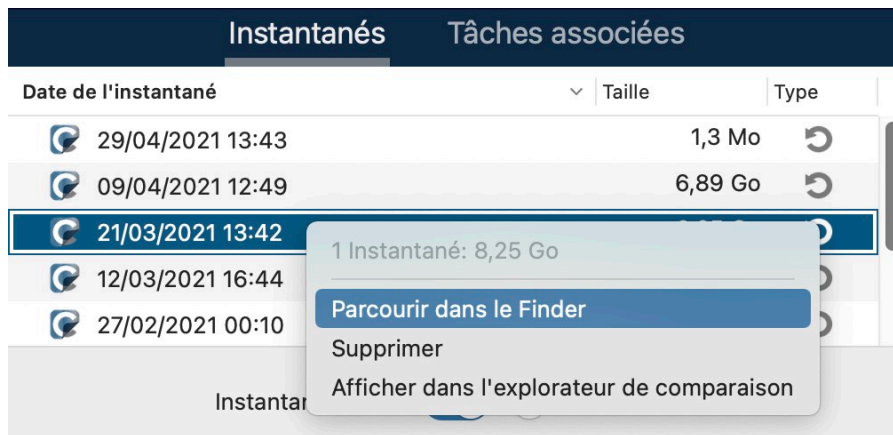 Instantanés Tâches associées
Date de l'instantané Taille Type
29/04/2021 13:43 1,3 Mo
09/04/2021 12:49 6,89 Go
21/03/2021 13:42
1 Instantané: 8,25 Go
12/03/2021 16:44
Parcourir dans le Finder
27/02/2021 00:10
Supprimer
Afficher dans l'explorateur de comparaison